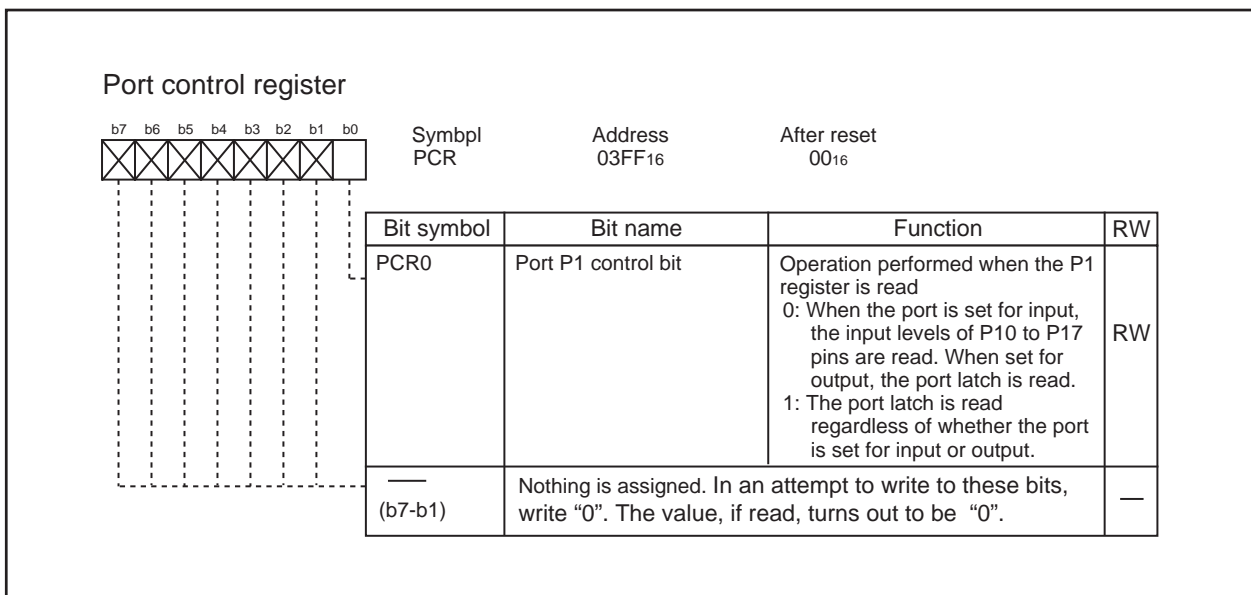 Port control register
b7 b6 b5 b4 b3 b2 b1 b0
Symbpl Address After reset
PCR 03FF16 0016
Bit symbol Bit name Function RW
PCR0 Port P1 control bit Operation performed when the P1
register is read
0: When the port is set for input,
the input levels of P10 to P17
pins are read. When set for
output, the port latch is read.
1: The port latch is read
regardless of whether the port
is set for input or output.
RW
(b7-b1)
Nothing is assigned. In an attempt to write to these bits,
write “0”. The value, if read, turns out to be “0”.
—